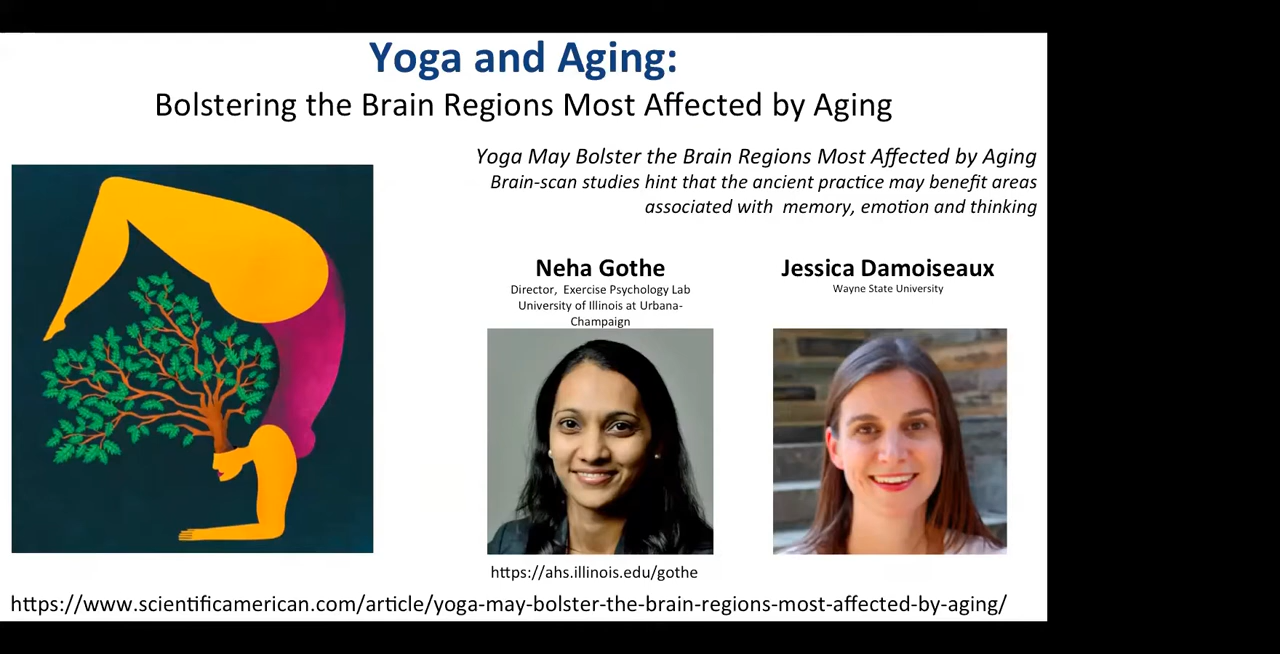 Yoga and Aging:
Bolstering the Brain Regions Most Affected by Aging
Yoga May Bolster the Brain Regions Most Affected by Aging
Brain-scan studies hint that the ancient practice may benefit areas
associated with memory, emotion and thinking
Neha Gothe
Director, Exercise Psychology Lab
University of Illinois at Urbana-
Champaign
Jessica Damoiseaux
Wayne State University
https://ahs.illinois.edu/gothe
https://www.scientificamerican.com/article/yoga-may-bolster-the-brain-regions-most-affected-by-aging/